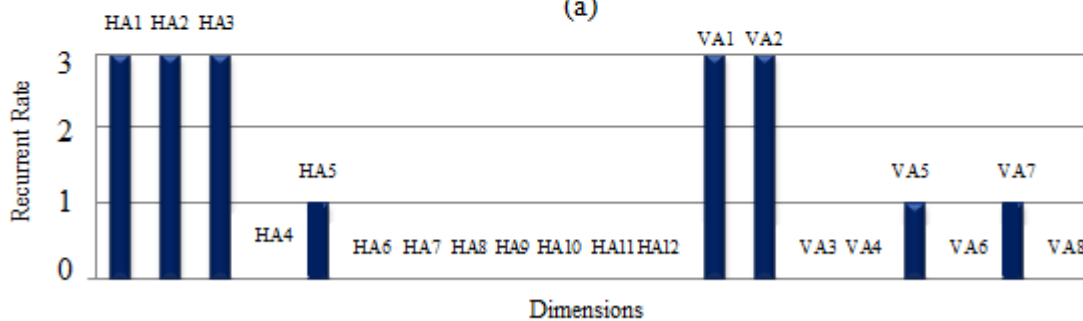 (a)
HA1 HA2 HA3 VA1 VA2
3
2
HA5 VA5 VA7
1
HA4
HA6 HA7 HA8 HA9 HA10 HA11 HA12 VA3 VA4 VA6 VA8
0
Recurrent Rate
Dimensions